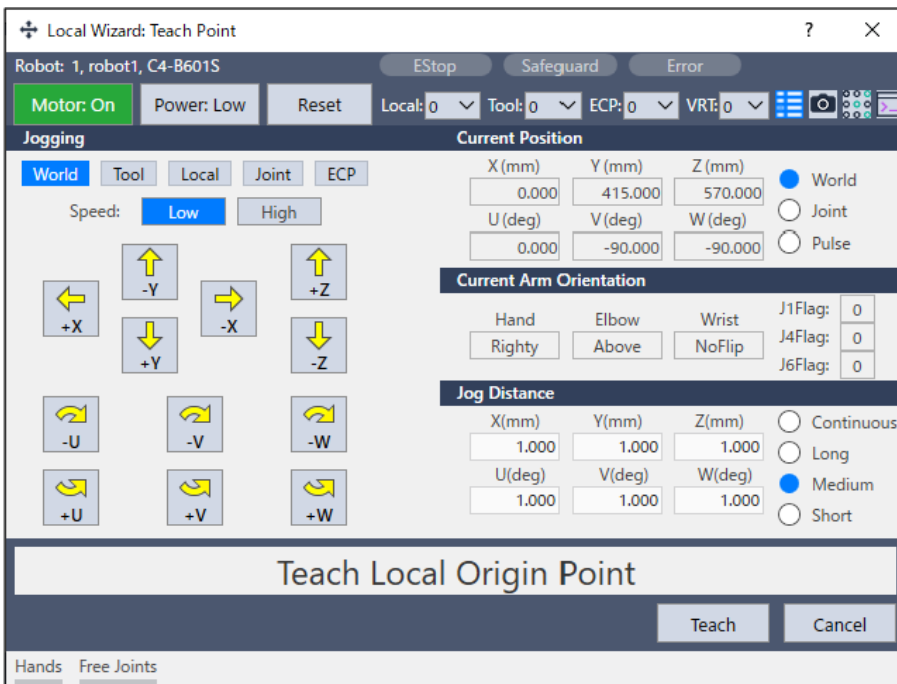 Local Wizard: Teach Point
Robot: 1, robot1, C4-B601S
EStop
Safeguard
Error
Motor: On
Power: Low
Reset
Local: 0
Tool: 0
ECP: 0
VRT: 0
Jogging
World
Tool
Local
Joint
ECP
Speed:
Low
High
-Y
+Z
+X
-X
+Y
-Z
-U
-V
-W
+U
+V
+W
Current Position
X (mm) Y (mm) Z (mm)
0.000 415.000 570.000
U (deg) V (deg) W (deg)
0.000 -90.000 -90.000
World
Joint
Pulse
Current Arm Orientation
Hand Elbow Wrist
Righty Above NoFlip
J1Flag: 0
J4Flag: 0
J6Flag: 0
Jog Distance
X(mm) Y(mm) Z(mm)
1.000 1.000 1.000
U(deg) V(deg) W(deg)
1.000 1.000 1.000
Continuous
Long
Medium
Short
Teach Local Origin Point
Teach
Cancel
Hands Free Joints